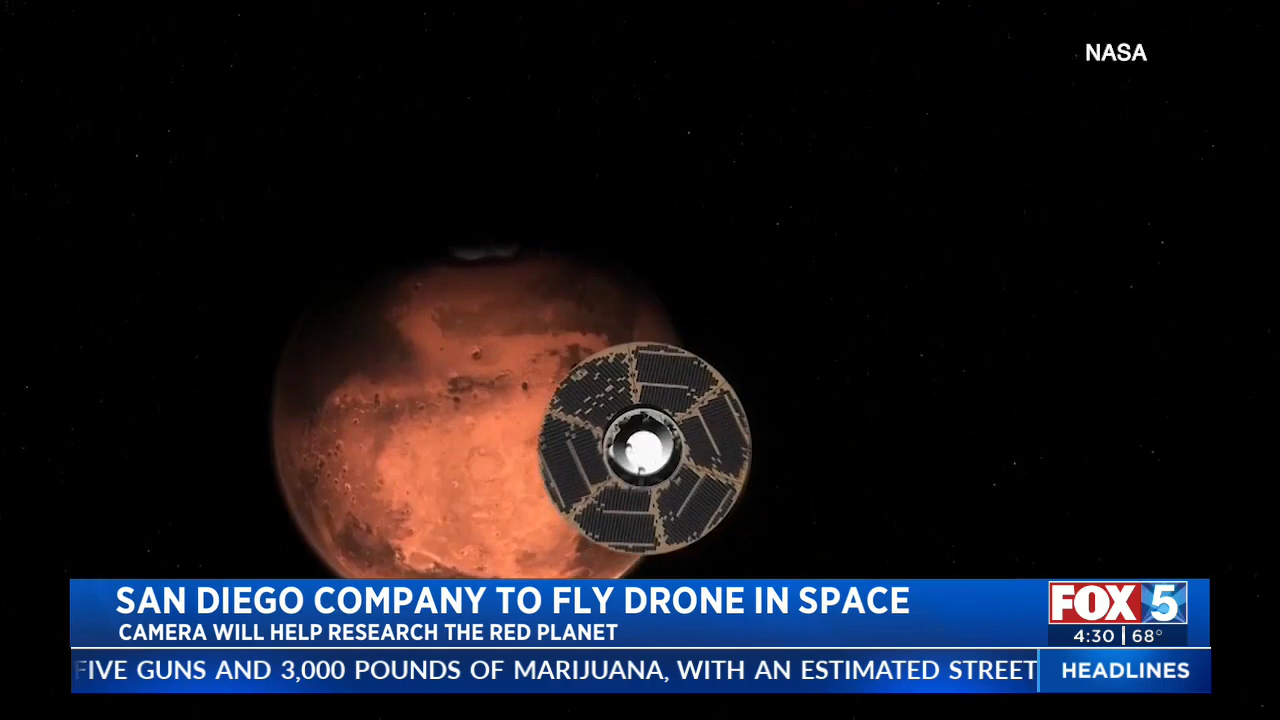 NASA
SAN DIEGO COMPANY TO FLY DRONE IN SPACE
CAMERA WILL HELP RESEARCH THE RED PLANET
FOX 5
4:30 68°
FIVE GUNS AND 3,000 POUNDS OF MARIJUANA, WITH AN ESTIMATED STREET
HEADLINES